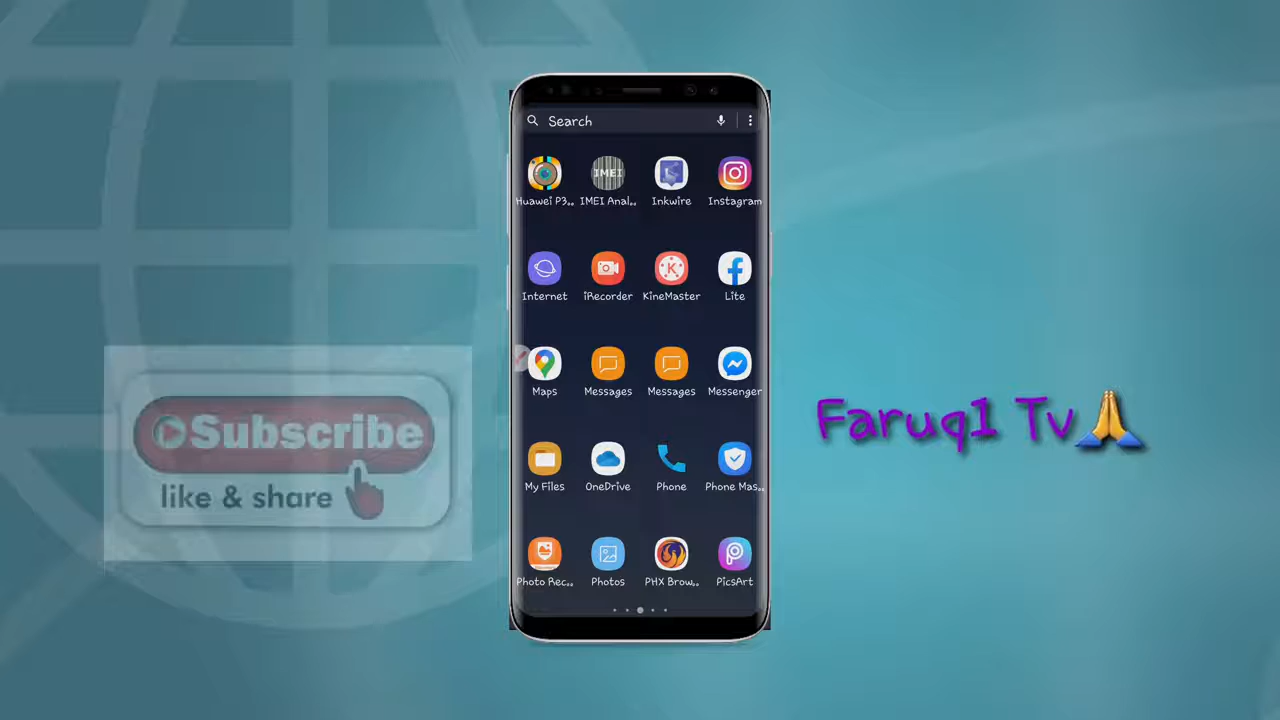 Search
Huawei P3.. IMEI Anal.. Inkwire Instagram
IMEI
Internet iRecorder KineMaster Lite
Maps Messages Messages Messenger
My Files OneDrive Phone Phone Mas..
Photo Rec.. Photos PHX Brow.. PicsArt
Subscribe
like & share
Faruq1 Tv🙏